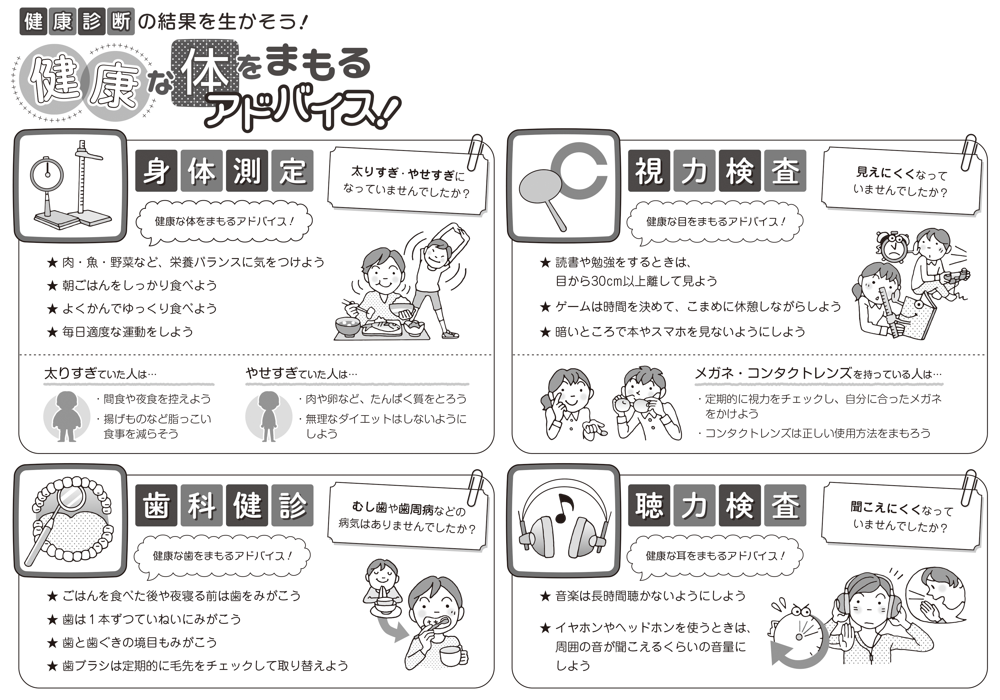 健康診断の結果を生かそう！
健康な体をまもる
アドバイス！
身体測定
太りすぎ・やせすぎに
なっていませんでしたか？
健康な体をまもるアドバイス！
★ 肉・魚・野菜など、栄養バランスに気をつけよう
★ 朝ごはんをしっかり食べよう
★ よくかんでゆっくり食べよう
★ 毎日適度な運動をしよう
太りすぎていた人は…
・間食や夜食を控えよう
・揚げものなど脂っこい
食事を減らそう
やせすぎていた人は…
・肉や卵など、たんぱく質をとろう
・無理なダイエットはしないように
しよう
視力検査
見えにくくなって
いませんでしたか？
健康な目をまもるアドバイス！
★ 読書や勉強をするときは、
目から30cm以上離して見よう
★ ゲームは時間を決めて、こまめに休憩しながらしよう
★ 暗いところで本やスマホを見ないようにしよう
メガネ・コンタクトレンズを持っている人は…
・定期的に視力をチェックし、自分に合ったメガネ
をかけよう
・コンタクトレンズは正しい使用方法をまもろう
歯科健診
むし歯や歯周病などの
病気はありませんでしたか？
健康な歯をまもるアドバイス！
★ ごはんを食べた後や夜寝る前は歯をみがこう
★ 歯は１本ずつていねいにみがこう
★ 歯と歯ぐきの境目もみがこう
★ 歯ブラシは定期的に毛先をチェックして取り替えよう
聴力検査
聞こえにくくなって
いませんでしたか？
健康な耳をまもるアドバイス！
★ 音楽は長時間聴かないようにしよう
★ イヤホンやヘッドホンを使うときは、
周囲の音が聞こえるくらいの音量に
しよう